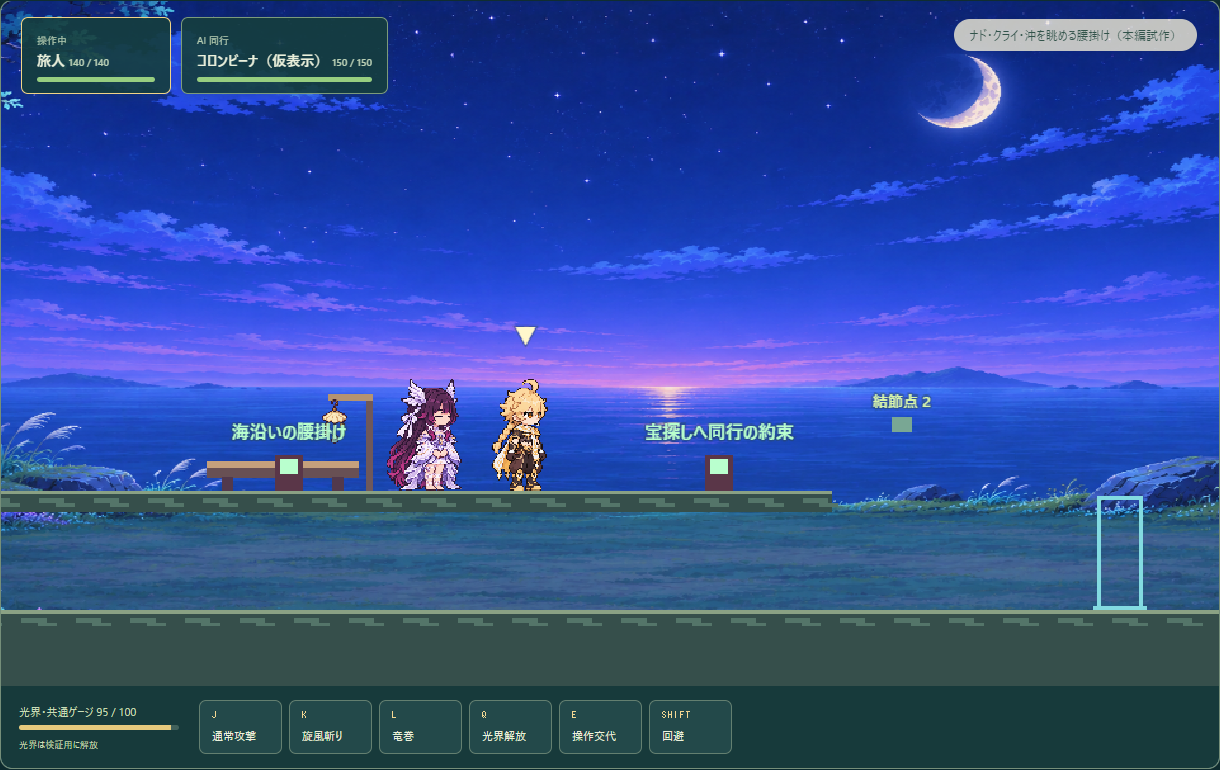 操作中
旅人 140 / 140
AI 同行
コロンビーナ（仮表示） 150 / 150
ナド・クライ・沖を眺める腰掛け（本編試作）
結節点 2
海沿いの腰掛け
宝探しへ同行の約束
光界・共通ゲージ 95 / 100
光界は検証用に解放
J
通常攻撃
K
旋風斬り
L
竜巻
Q
光界解放
E
操作交代
SHIFT
回避